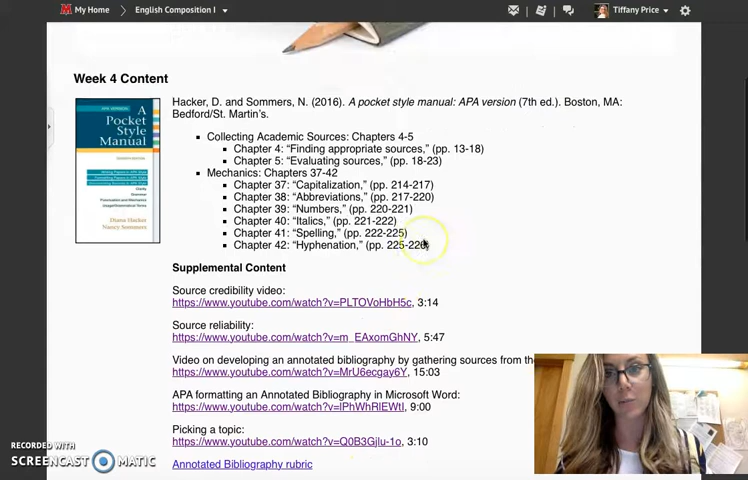 My Home
English Composition I
Tiffany Price
Week 4 Content
Hacker, D. and Sommers, N. (2016). A pocket style manual: APA version (7th ed.). Boston, MA:
Bedford/St. Martin's.
A
Pocket
Style
Manual
Diana Hacker
Nancy Sommers
Collecting Academic Sources: Chapters 4-5
Chapter 4: “Finding appropriate sources,” (pp. 13-18)
Chapter 5: “Evaluating sources,” (pp. 18-23)
Mechanics: Chapters 37-42
Chapter 37: “Capitalization,” (pp. 214-217)
Chapter 38: “Abbreviations,” (pp. 217-220)
Chapter 39: “Numbers,” (pp. 220-221)
Chapter 40: “Italics,” (pp. 221-222)
Chapter 41: “Spelling,” (pp. 222-225)
Chapter 42: “Hyphenation,” (pp.
Supplemental Content
Source credibility video:
https://www.youtube.com/watch?v=PLTOVoHbH5c, 3:14
Source reliability:
https://www.youtube.com/watch?v=m_EAxomGhNY, 5:47
Video on developing an annotated bibliography by gathering sources from the
https://www.youtube.com/watch?v=MrU6ecgay6Y, 15:03
APA formatting an Annotated Bibliography in Microsoft Word:
https://www.youtube.com/watch?v=lPhWhRlEWtI, 9:00
Picking a topic:
https://www.youtube.com/watch?v=Q0B3Gjlu-1o, 3:10
Annotated Bibliography rubric
RECORDED WITH
SCREENCAST MATIC